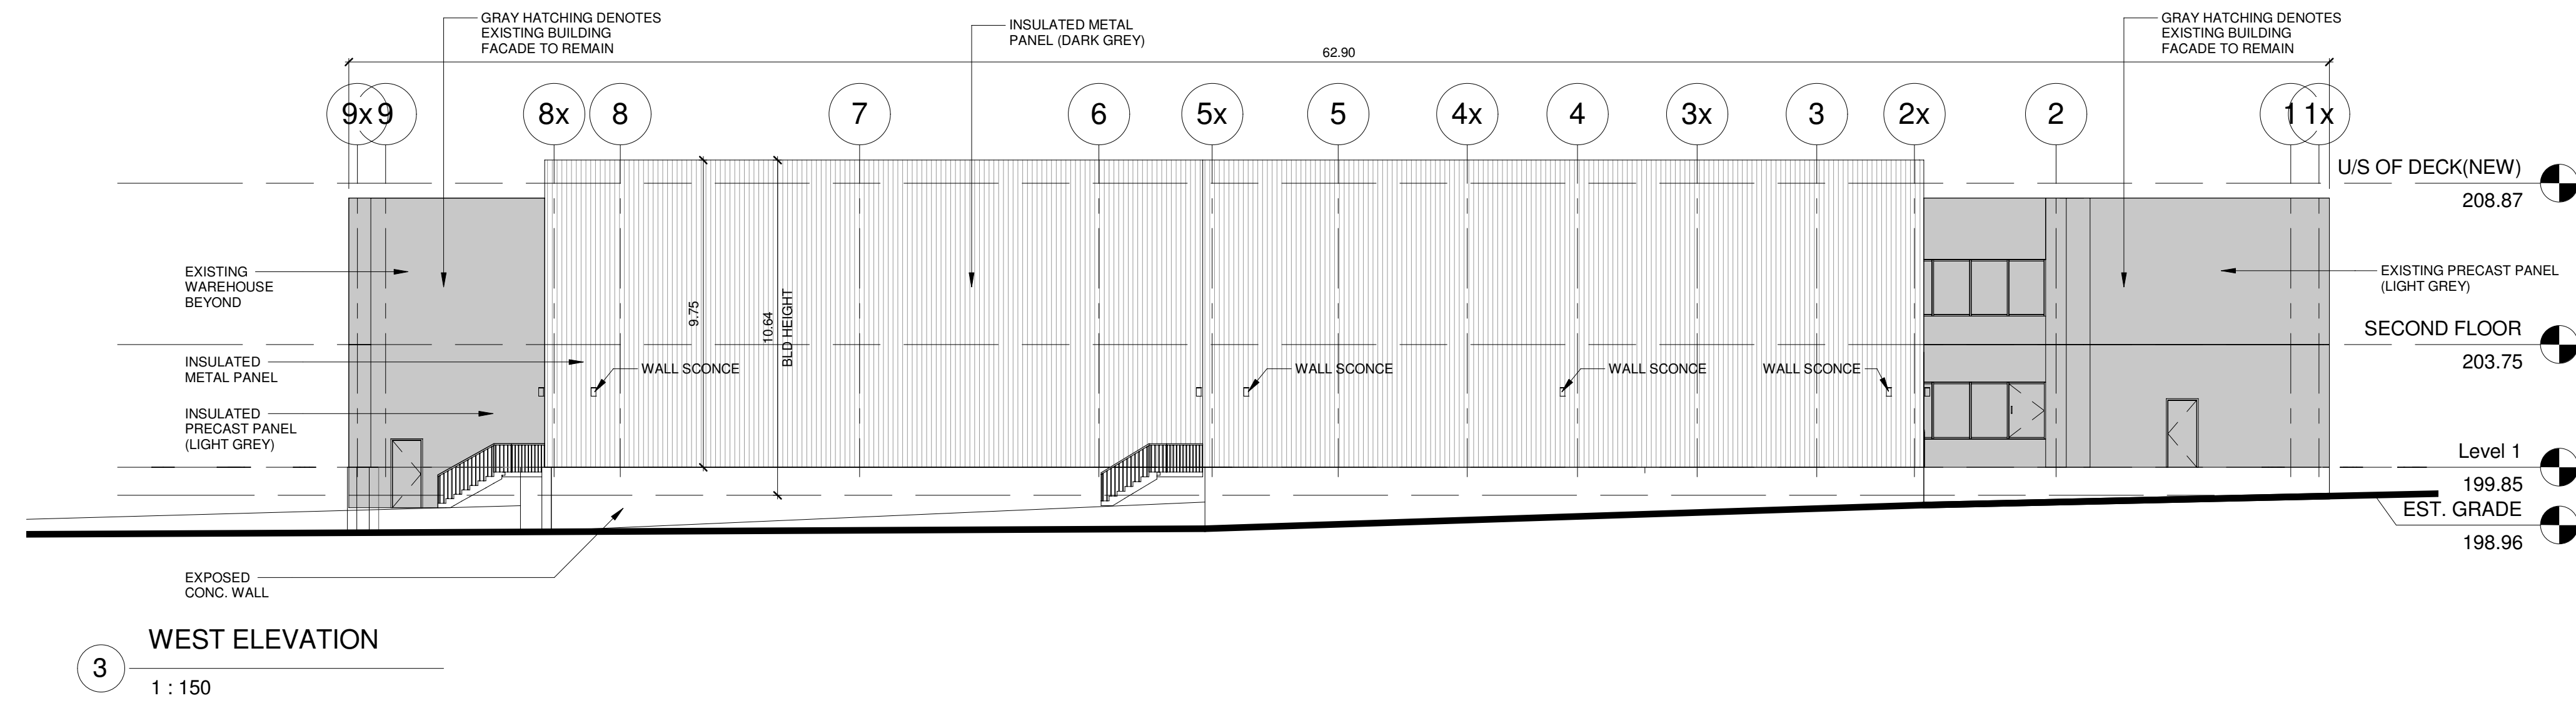 GRAY HATCHING DENOTES
EXISTING BUILDING
FACADE TO REMAIN
INSULATED METAL
PANEL (DARK GREY)
GRAY HATCHING DENOTES
EXISTING BUILDING
FACADE TO REMAIN
62.90
9x 9 8x 8 7 6 5x 5 4x 4 3x 3 2x 2 1 1x
U/S OF DECK(NEW)
208.87
EXISTING
WAREHOUSE
BEYOND
EXISTING PRECAST PANEL
(LIGHT GREY)
9.75
10.64
BLD HEIGHT
SECOND FLOOR
203.75
INSULATED
METAL PANEL
WALL SCONCE
WALL SCONCE
WALL SCONCE
WALL SCONCE
INSULATED
PRECAST PANEL
(LIGHT GREY)
Level 1
199.85
EST. GRADE
198.96
EXPOSED
CONC. WALL
3
WEST ELEVATION
1 : 150